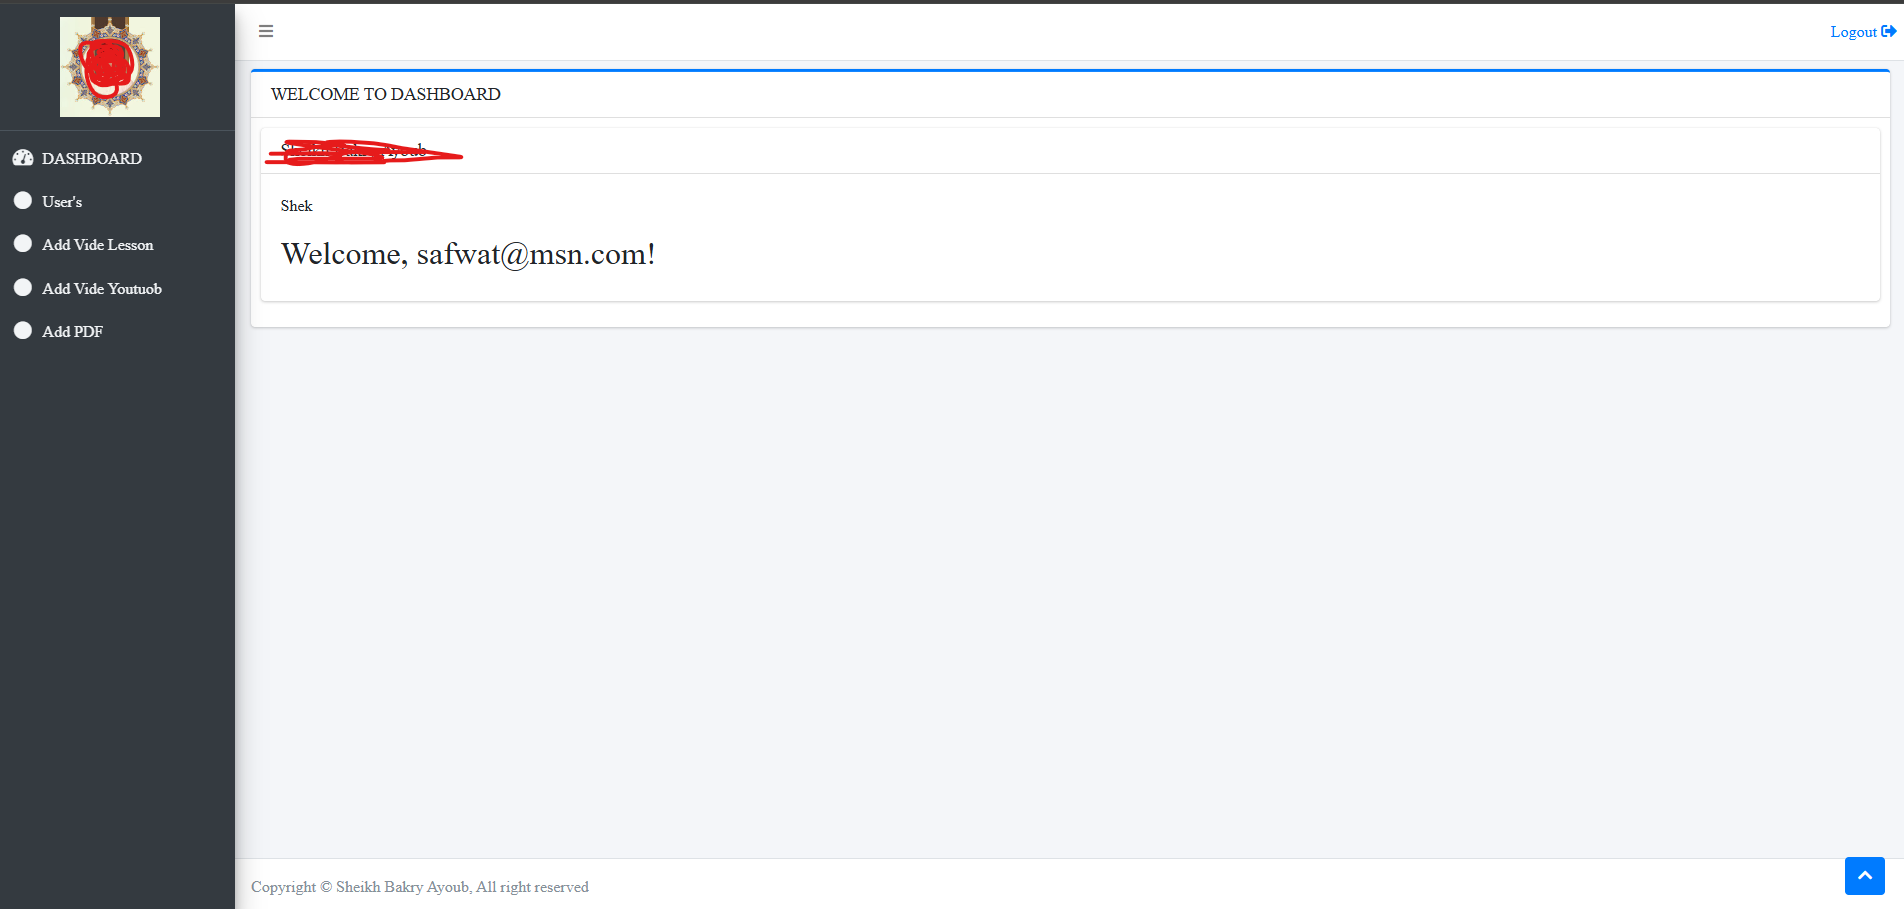 Logout
WELCOME TO DASHBOARD
Ayoub
DASHBOARD
User's
Add Vide Lesson
Add Vide Youtuob
Add PDF
Shek
Welcome, safwat@msn.com!
Copyright © Sheikh Bakry Ayoub, All right reserved